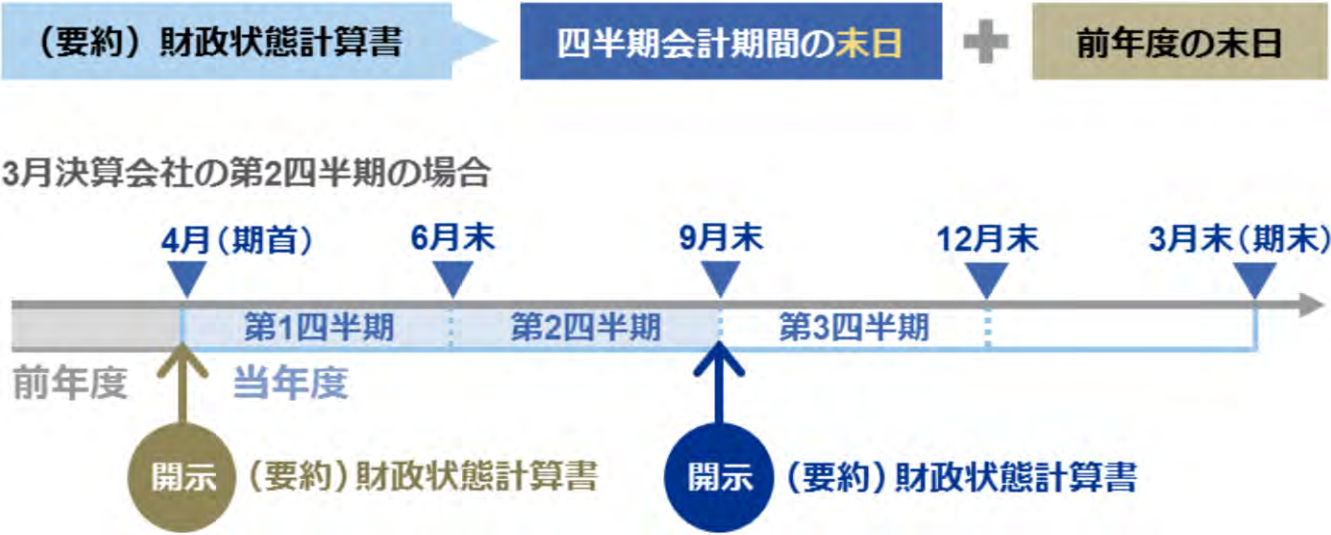 （要約）財政状態計算書
四半期会計期間の末日
前年度の末日
3月決算会社の第2四半期の場合
4月（期首）
6月末
9月末
12月末
3月末（期末）
第1四半期
第2四半期
第3四半期
前年度
当年度
開示
（要約）財政状態計算書
開示
（要約）財政状態計算書